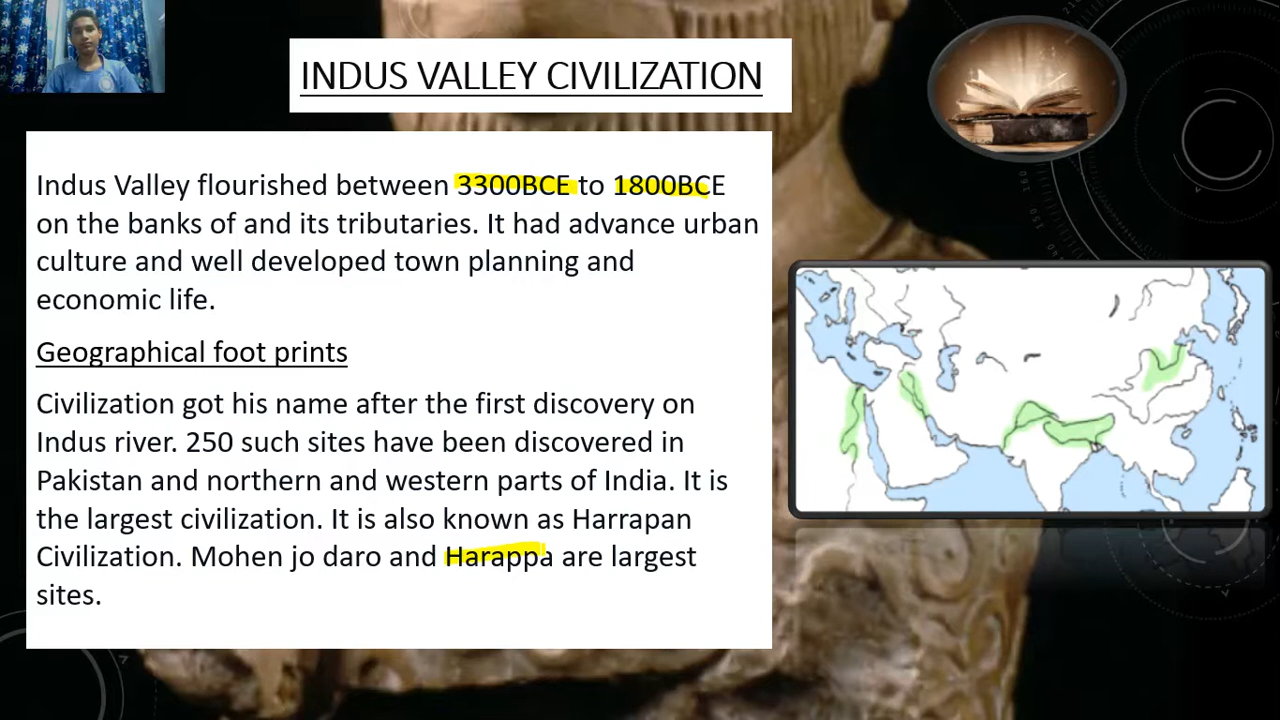 INDUS VALLEY CIVILIZATION
Indus Valley flourished between 3300BCE to 1800BCE
on the banks of and its tributaries. It had advance urban
culture and well developed town planning and
economic life.
Geographical foot prints
Civilization got his name after the first discovery on
Indus river. 250 such sites have been discovered in
Pakistan and northern and western parts of India. It is
the largest civilization. It is also known as Harrapan
Civilization. Mohen jo daro and Harappa are largest
sites.